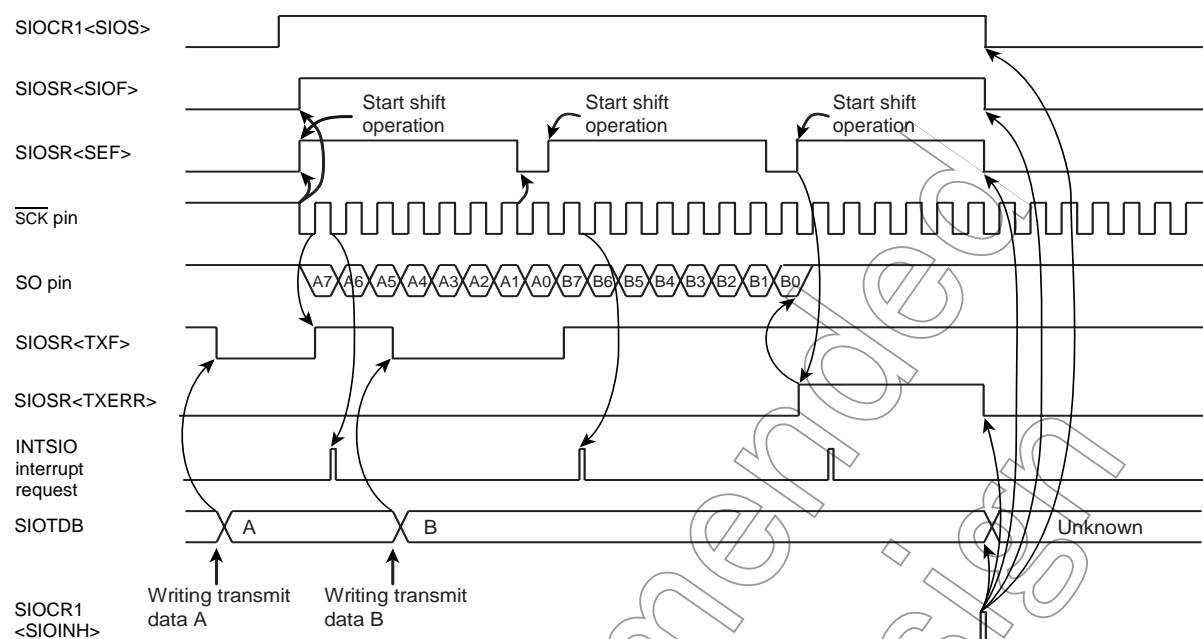 SIOCR1<SIOS>
SIOSR<SIOF>
Start shift operation
Start shift operation
Start shift operation
SIOSR<SEF>
SCK pin
SO pin
A7 A6 A5 A4 A3 A2 A1 A0 B7 B6 B5 B4 B3 B2 B1 B0
SIOSR<TXF>
SIOSR<TXERR>
INTSIO
interrupt
request
SIOTDB
A
B
Unknown
Writing transmit
data A
Writing transmit
data B
SIOCR1
<SIOINH>
mended
sign